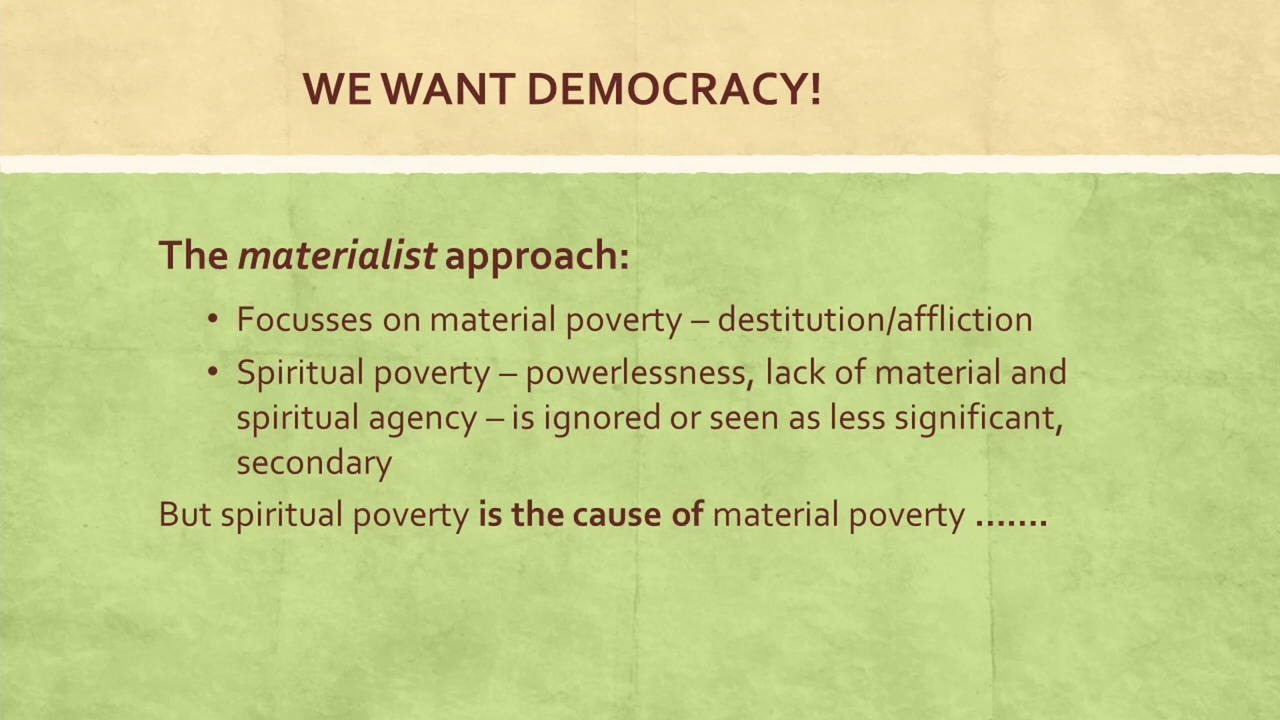 WE WANT DEMOCRACY!
The materialist approach:
• Focusses on material poverty – destitution/affliction
• Spiritual poverty – powerlessness, lack of material and
spiritual agency – is ignored or seen as less significant,
secondary
But spiritual poverty is the cause of material poverty .......